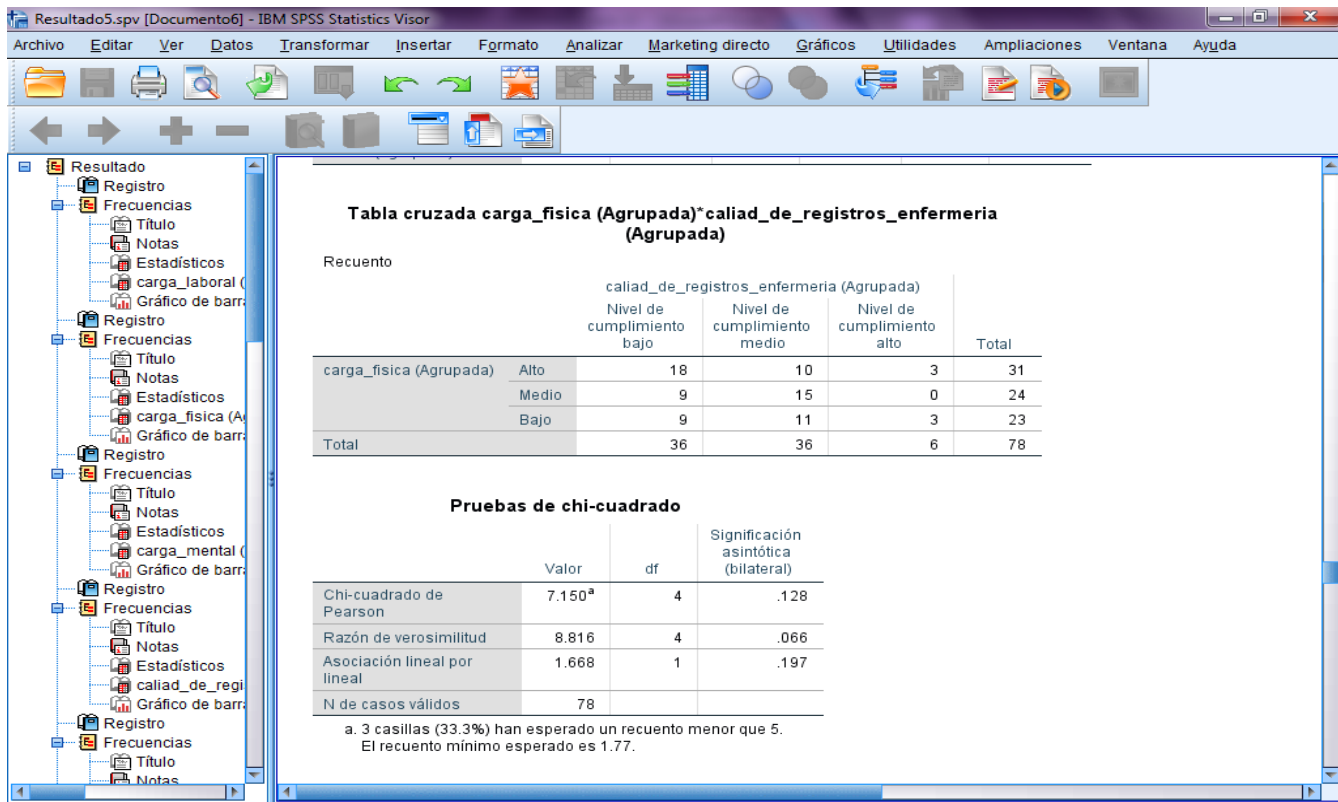 Resultado5.spv [Documento6] - IBM SPSS Statistics Visor
Archivo Editar Ver Datos Transformar Insertar Formato Analizar Marketing directo Gráficos Utilidades Ampliaciones Ventana Ayuda
Resultado
Registro
Frecuencias
Título
Notas
Estadísticos
carga_laboral (
Gráfico de barra
Registro
Frecuencias
Título
Notas
Estadísticos
carga_fisica (A
Gráfico de barra
Registro
Frecuencias
Título
Notas
Estadísticos
carga_mental (
Gráfico de barra
Registro
Frecuencias
Título
Notas
Estadísticos
caliad_de_regi
Gráfico de barra
Registro
Frecuencias
Título
Notas
Tabla cruzada carga_fisica (Agrupada)*caliad_de_registros_enfermeria
(Agrupada)
Recuento
caliad_de_registros_enfermeria (Agrupada)
Nivel de cumplimiento bajo Nivel de cumplimiento medio Nivel de cumplimiento alto Total
carga_fisica (Agrupada) Alto 18 10 3 31
Medio 9 15 0 24
Bajo 9 11 3 23
Total 36 36 6 78
Pruebas de chi-cuadrado
Valor df Significación asintótica (bilateral)
Chi-cuadrado de Pearson 7.150a 4 .128
Razón de verosimilitud 8.816 4 .066
Asociación lineal por lineal 1.668 1 .197
N de casos válidos 78
a. 3 casillas (33.3%) han esperado un recuento menor que 5.
El recuento mínimo esperado es 1.77.